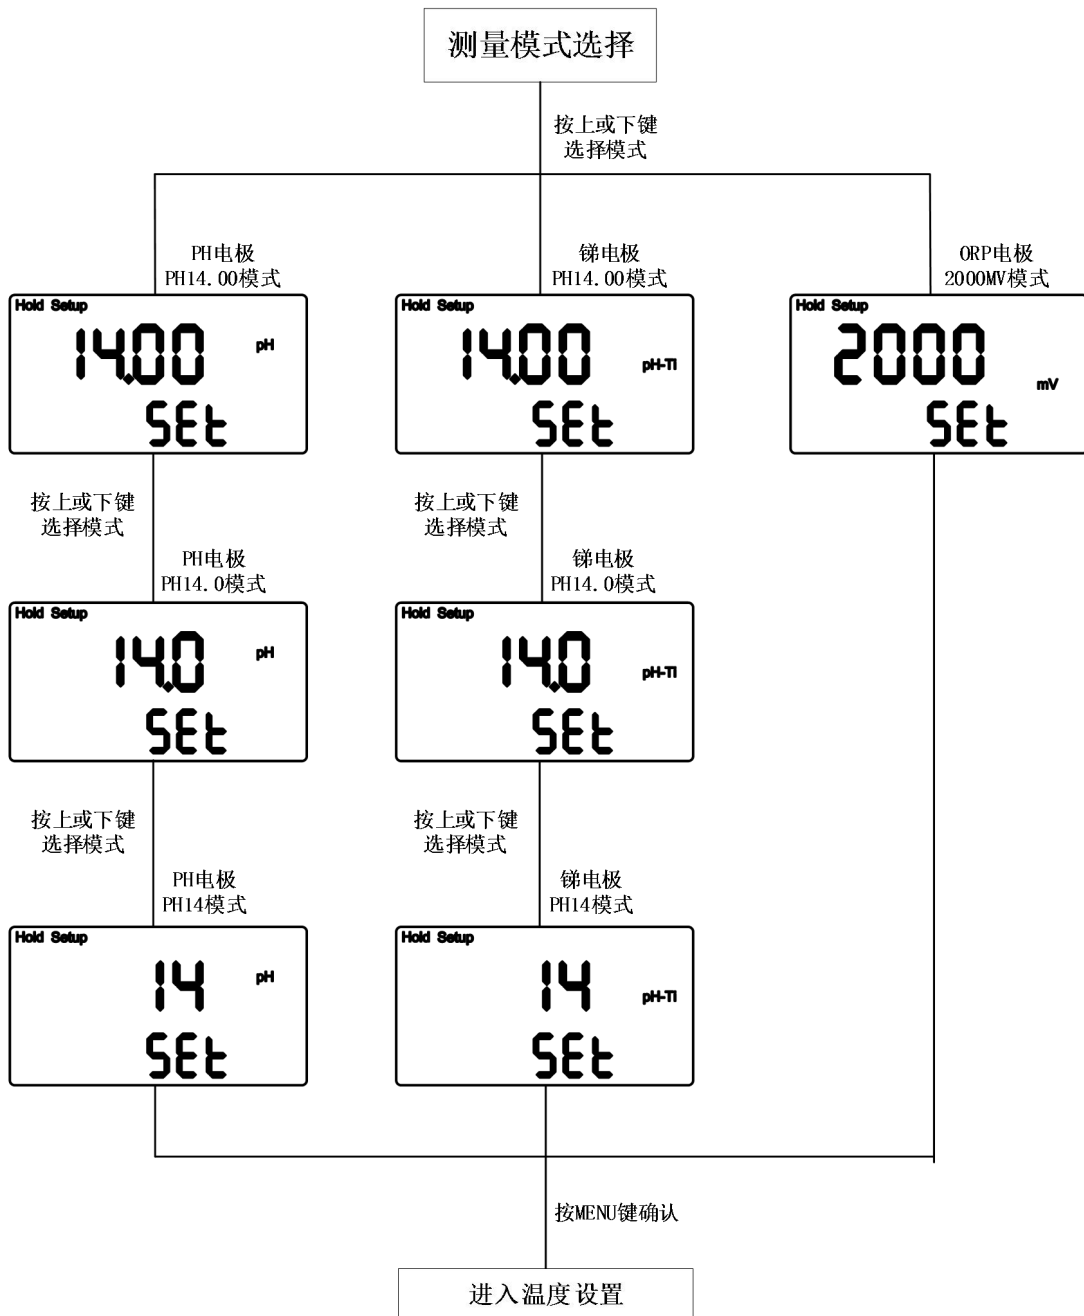 测量模式选择
按上或下键
选择模式
PH电极
PH14.00模式
锑电极
PH14.00模式
ORP电极
2000MV模式
Hold Setup
14.00 pH
SEt
Hold Setup
14.00 pH-TI
SEt
Hold Setup
2000 mV
SEt
按上或下键
选择模式
按上或下键
选择模式
PH电极
PH14.0模式
锑电极
PH14.0模式
Hold Setup
14.0 pH
SEt
Hold Setup
14.0 pH-TI
SEt
按上或下键
选择模式
按上或下键
选择模式
PH电极
PH14模式
锑电极
PH14模式
Hold Setup
14 pH
SEt
Hold Setup
14 pH-TI
SEt
按MENU键确认
进入温度设置